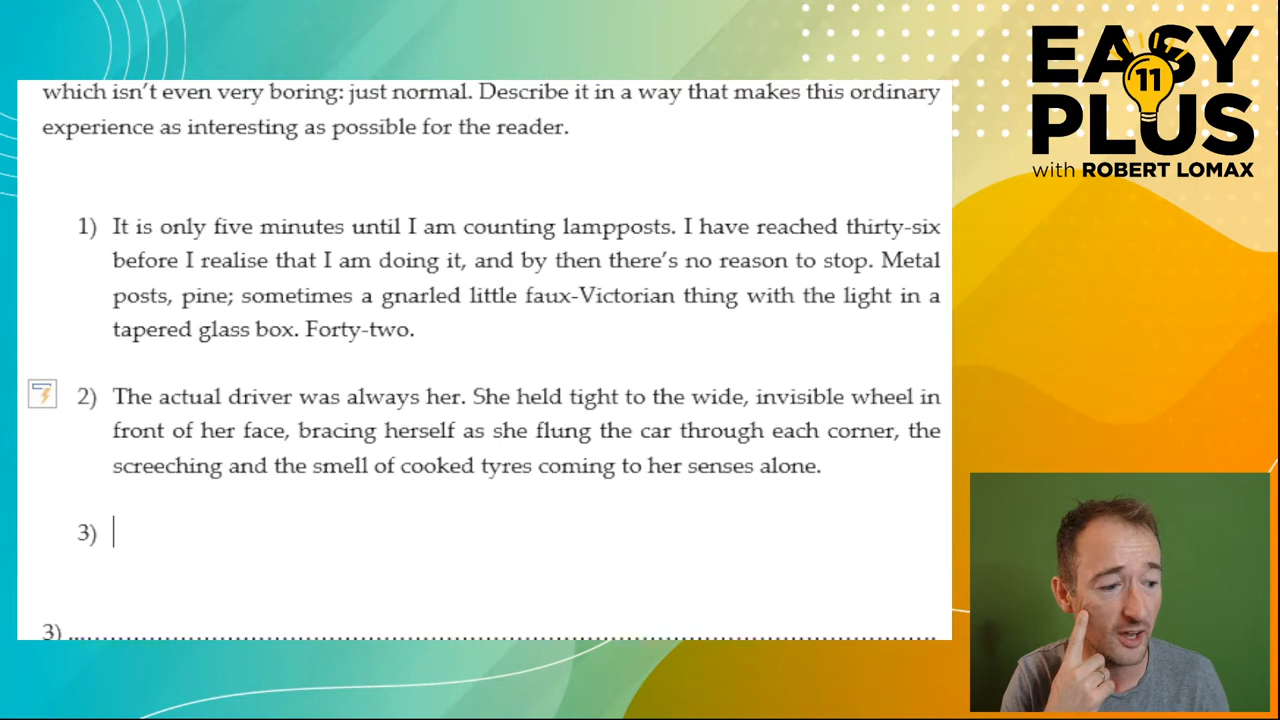 EASY
11
PLUS
with ROBERT LOMAX
which isn't even very boring: just normal. Describe it in a way that makes this ordinary
experience as interesting as possible for the reader.
1) It is only five minutes until I am counting lampposts. I have reached thirty-six
before I realise that I am doing it, and by then there's no reason to stop. Metal
posts, pine; sometimes a gnarled little faux-Victorian thing with the light in a
tapered glass box. Forty-two.
2) The actual driver was always her. She held tight to the wide, invisible wheel in
front of her face, bracing herself as she flung the car through each corner, the
screeching and the smell of cooked tyres coming to her senses alone.
3)
3) ........................................................................................................